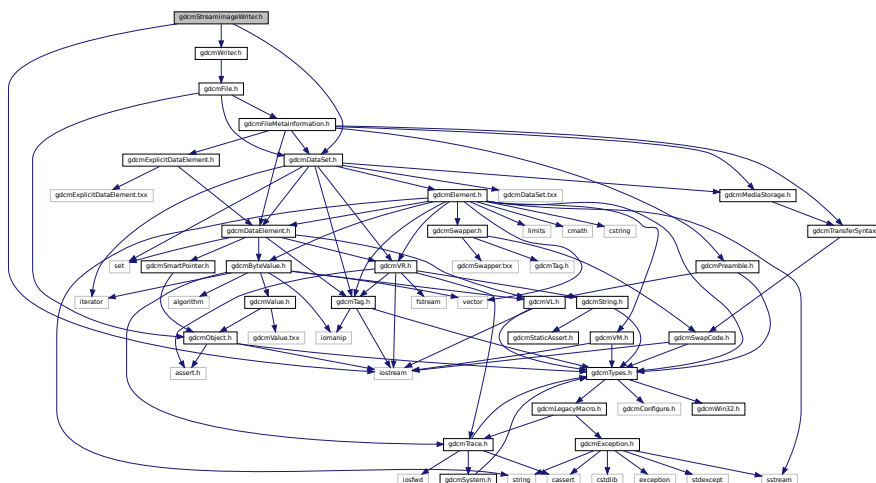 gdcmStreamImageWriter.h
gdcmWriter.h
gdcmFile.h
gdcmFileMetaInformation.h
gdcmExplicitDataElement.h
gdcmDataSet.h
gdcmExplicitDataElement.txx
gdcmElement.h
gdcmDataSet.txx
gdcmMediaStorage.h
gdcmDataElement.h
gdcmSwapper.h
limits
cmath
cstring
gdcmTransferSyntax
set
gdcmSmartPointer.h
gdcmByteValue.h
gdcmVR.h
gdcmSwapper.txx
gdcmTag.h
gdcmPreamble.h
iterator
algorithm
gdcmValue.h
gdcmTag.h
fstream
vector
gdcmVL.h
gdcmString.h
gdcmObject.h
gdcmValue.txx
iomanip
gdcmStaticAssert.h
gdcmVM.h
gdcmSwapCode.h
assert.h
iostream
gdcmTypes.h
gdcmLegacyMacro.h
gdcmConfigure.h
gdcmWin32.h
gdcmTrace.h
gdcmException.h
iosfwd
gdcmSystem.h
string
cassert
cstdlib
exception
stdexcept
sstream